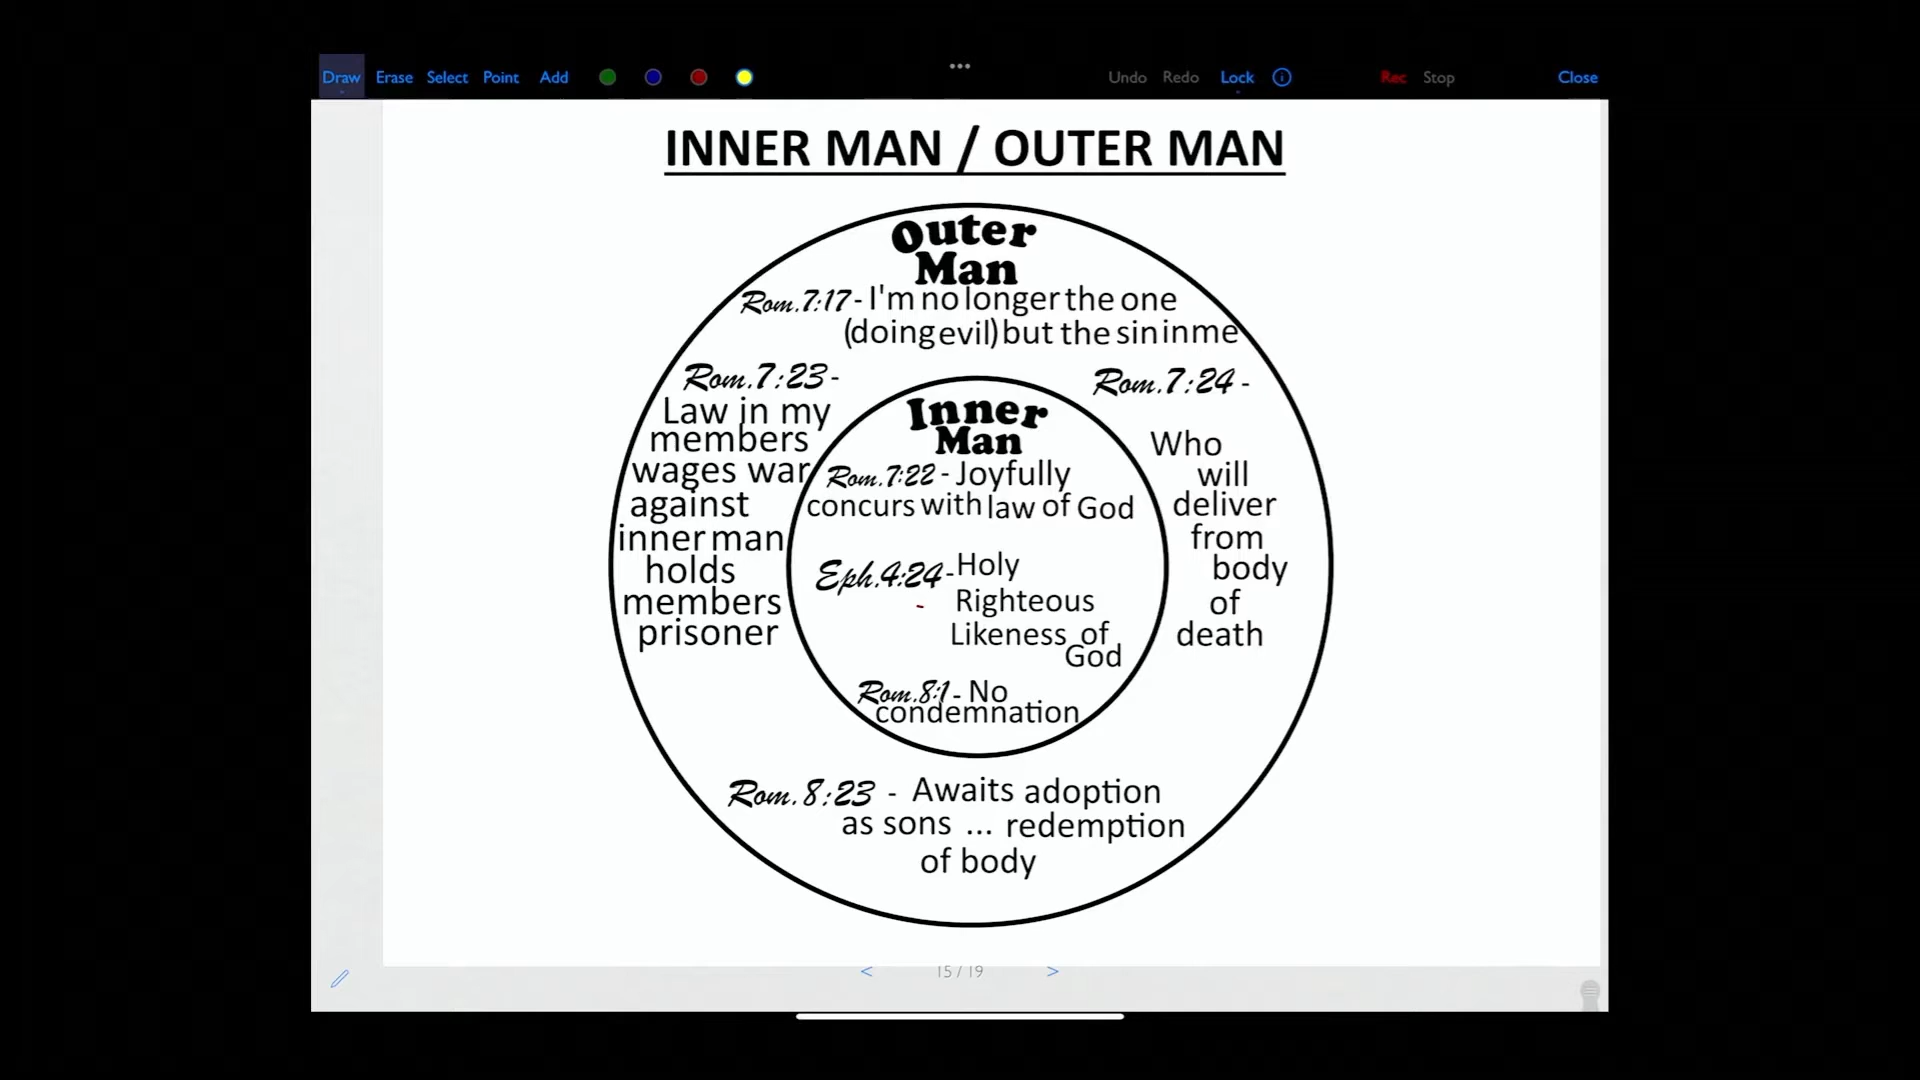 Draw Erase Select Point Add ... Undo Redo Lock Rec Stop Close
INNER MAN / OUTER MAN
Outer
Man
Rom.7:17- I'm no longer the one
(doing evil) but the sin in me
Rom.7:23-
Law in my
members
wages war
against
inner man
holds
members
prisoner
Inner
Man
Rom.7:22 - Joyfully
concurs with law of God
Eph.4:24- Holy
Righteous
Likeness of
God
Rom.8:1- No
condemnation
Rom.7:24 -
Who
will
deliver
from
body
of
death
Rom.8:23 - Awaits adoption
as sons ... redemption
of body
< 15 / 19 >